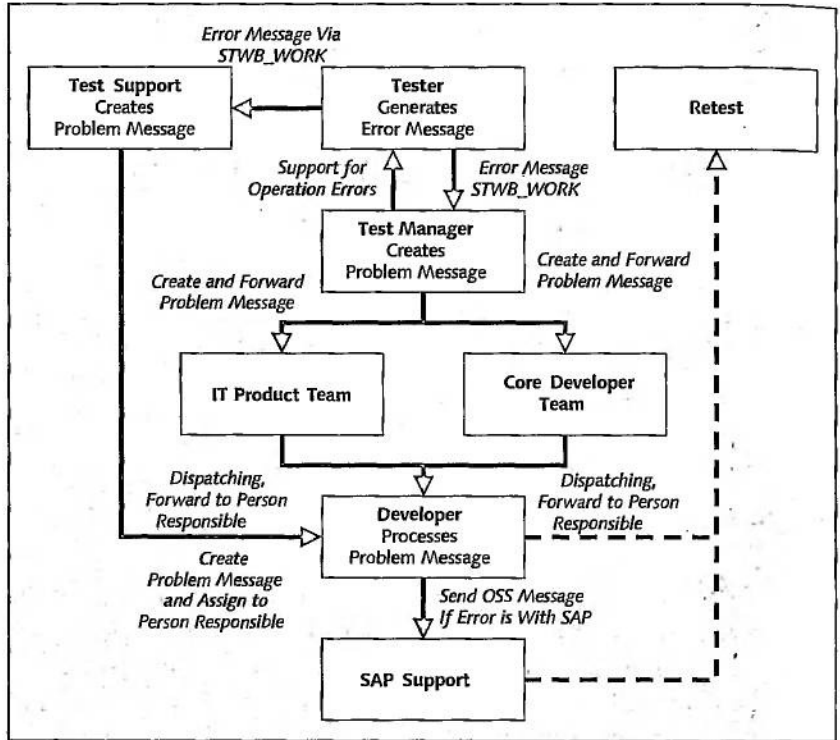 Error Message Via
STWB_WORK
Test Support
Creates
Problem Message
Tester
Generates
Error Message
Retest
Support for
Operation Errors
Error Message
STWB_WORK
Test Manager
Creates
Problem Message
Create and Forward
Problem Message
Create and Forward
Problem Message
IT Product Team
Core Developer
Team
Dispatching,
Forward to Person
Responsible
Developer
Processes
Problem Message
Dispatching,
Forward to Person
Responsible
Create
Problem Message
and Assign to
Person Responsible
Send OSS Message
If Error is With SAP
SAP Support